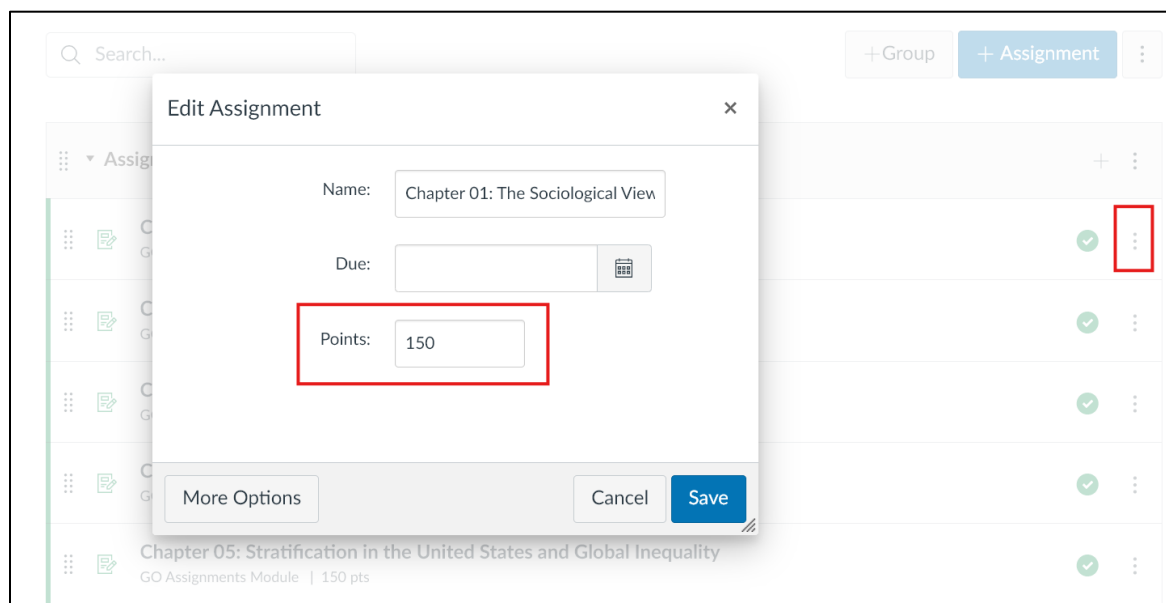 Search...
+ Group
+ Assignment
Edit Assignment
Assig
Name:
Chapter 01: The Sociological View
Due:
Points:
150
More Options
Cancel
Save
Chapter 05: Stratification in the United States and Global Inequality
GO Assignments Module | 150 pts